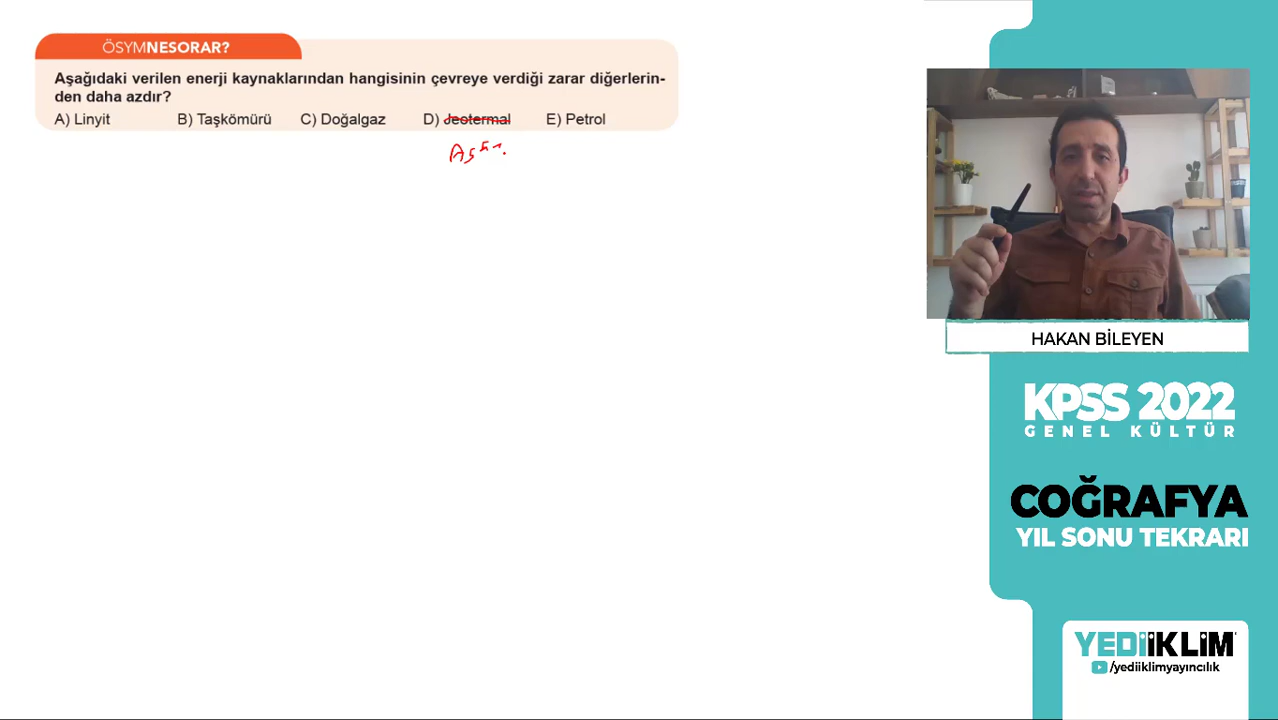 ÖSYMNESORAR?
Aşağıdaki verilen enerji kaynaklarından hangisinin çevreye verdiği zarar diğerlerin-
den daha azdır?
A) Linyit B) Taşkömürü C) Doğalgaz D) Jeotermal E) Petrol
HAKAN BİLEYEN
KPSS 2022
GENEL KÜLTÜR
COĞRAFYA
YIL SONU TEKRARI
YEDİİKLİM
/yediiklimyayıncılık